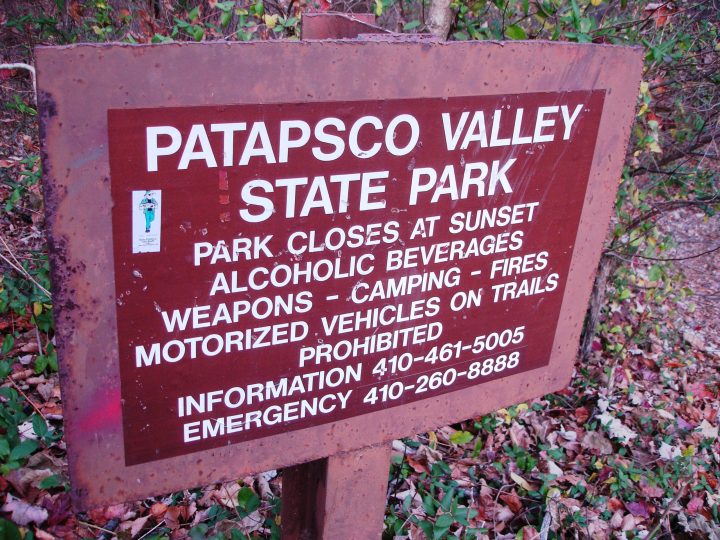 PATAPSCO VALLEY
STATE PARK
PARK CLOSES AT SUNSET
ALCOHOLIC BEVERAGES
WEAPONS - CAMPING - FIRES
MOTORIZED VEHICLES ON TRAILS
PROHIBITED
INFORMATION 410-461-5005
EMERGENCY 410-260-8888